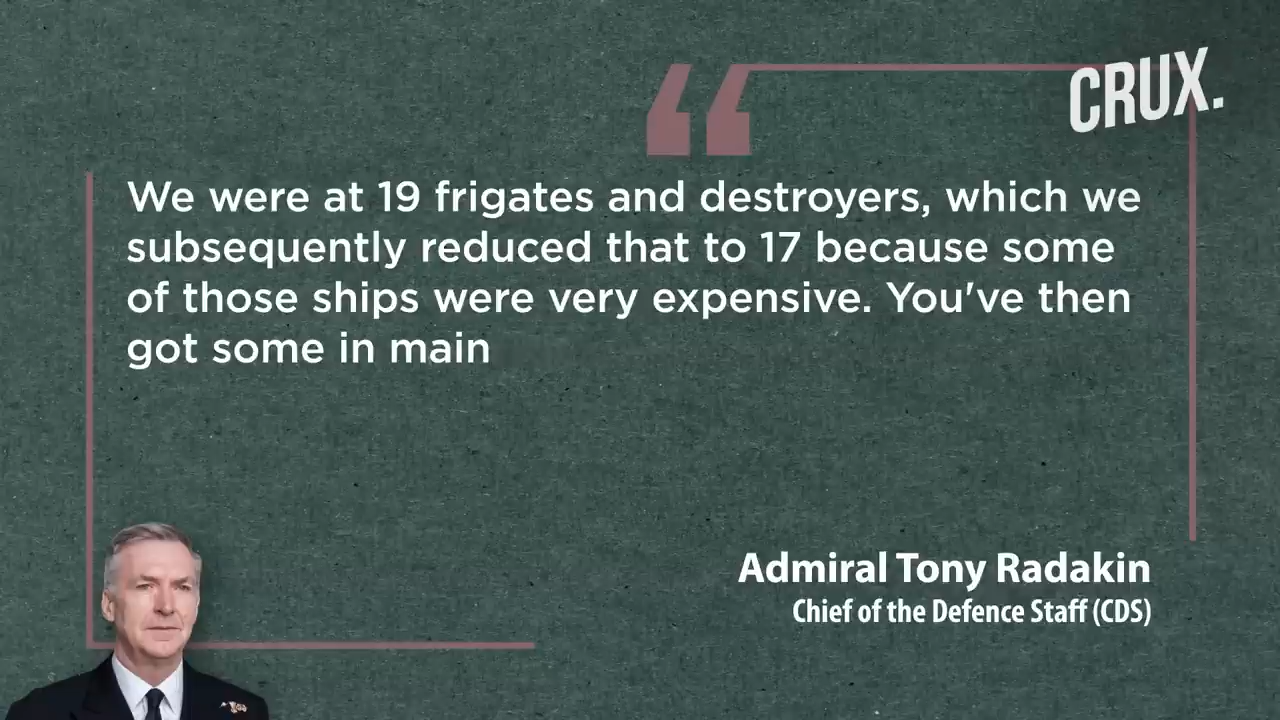 CRUX.
“
We were at 19 frigates and destroyers, which we
subsequently reduced that to 17 because some
of those ships were very expensive. You've then
got some in main
Admiral Tony Radakin
Chief of the Defence Staff (CDS)